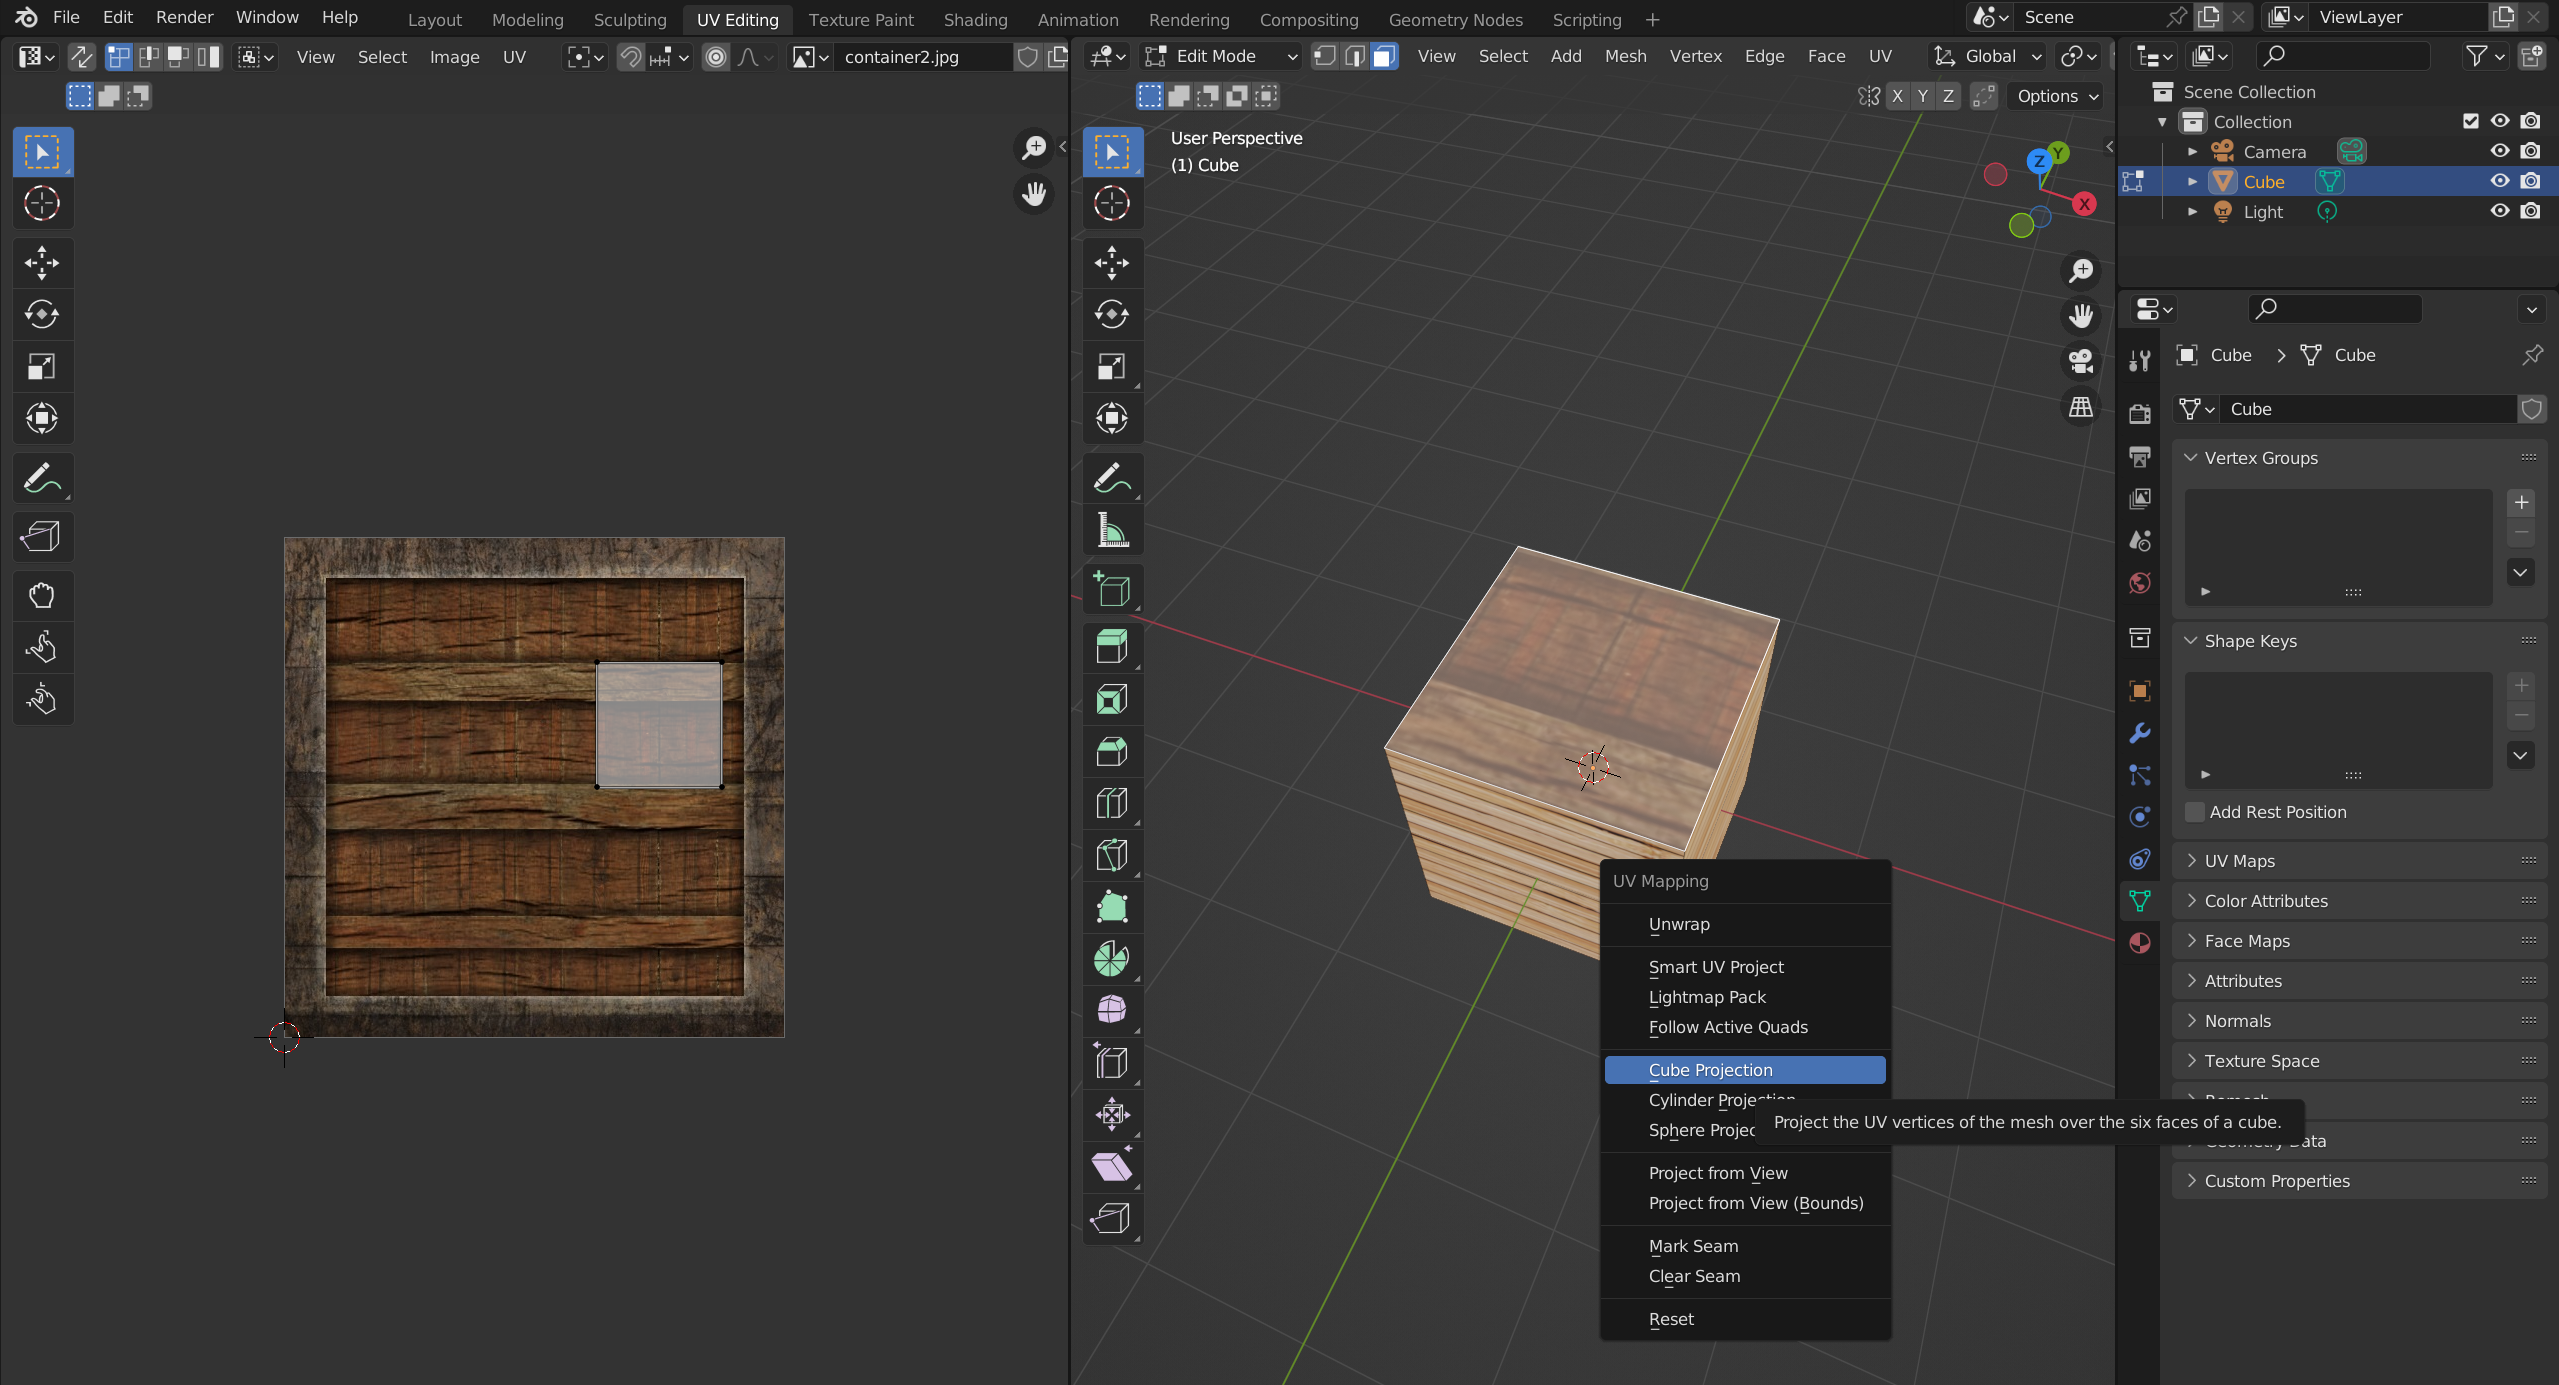 File Edit Render Window Help Layout Modeling Sculpting UV Editing Texture Paint Shading Animation Rendering Compositing Geometry Nodes Scripting + Scene ViewLayer
View Select Image UV container2.jpg
Edit Mode View Select Add Mesh Vertex Edge Face UV Global
X Y Z Options
User Perspective
(1) Cube
Z Y X
UV Mapping
Unwrap
Smart UV Project
Lightmap Pack
Follow Active Quads
Cube Projection
Cylinder Projection
Sphere Projec
Project the UV vertices of the mesh over the six faces of a cube.
Project from View
Project from View (Bounds)
Mark Seam
Clear Seam
Reset
Scene Collection
Collection
Camera
Cube
Light
Cube > Cube
Cube
Vertex Groups
Shape Keys
Add Rest Position
UV Maps
Color Attributes
Face Maps
Attributes
Normals
Texture Space
Remesh
Geometry Data
Custom Properties